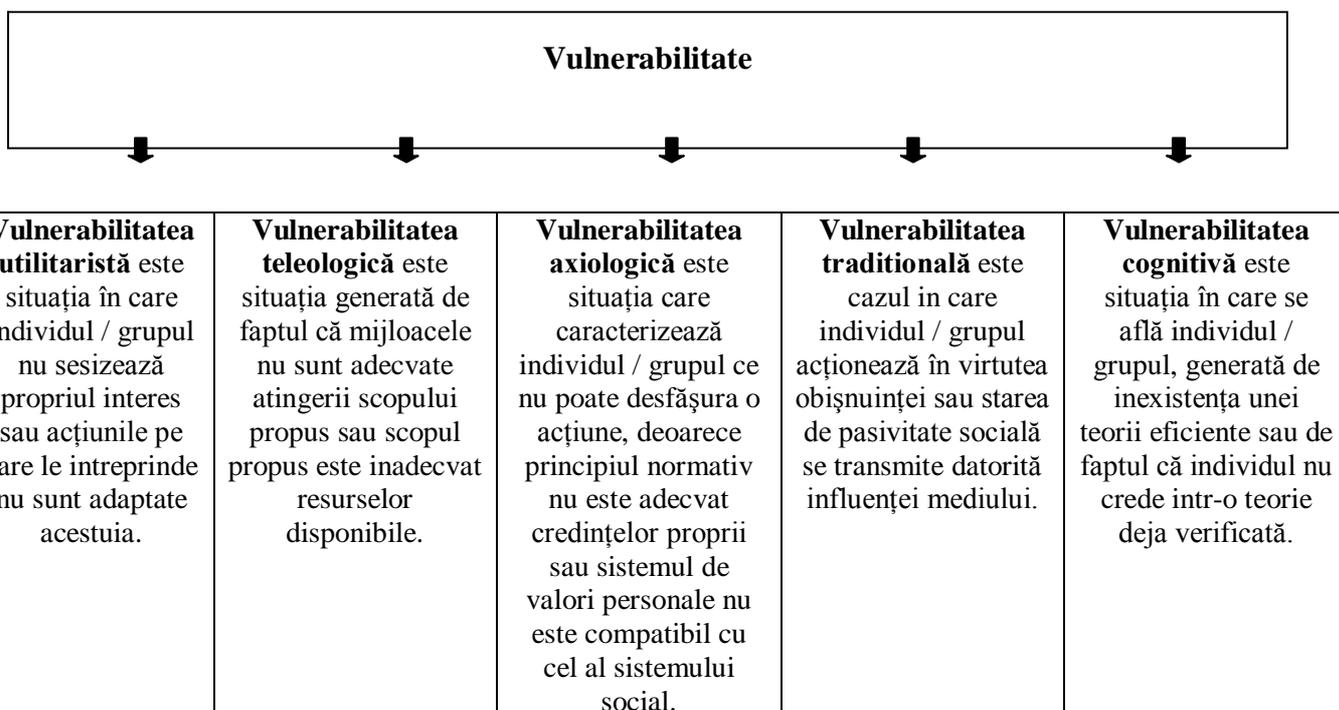 Vulnerabilitate
Vulnerabilitatea
utilitaristă este
situația în care
ndividul / grupul
nu sesizează
propriul interes
sau acțiunile pe
are le intreprinde
nu sunt adaptate
acestuia.
Vulnerabilitatea
teleologică este
situația generată de
faptul că mijloacele
nu sunt adecvate
atingerii scopului
propus sau scopul
propus este inadecvat
resurselor
disponibile.
Vulnerabilitatea
axiologică este
situația care
caracterizează
individul / grupul ce
nu poate desfăşura o
acțiune, deoarece
principiul normativ
nu este adecvat
credințelor proprii
sau sistemul de
valori personale nu
este compatibil cu
cel al sistemului
social.
Vulnerabilitatea
traditională este
cazul in care
individul / grupul
acționează în virtutea
obişnuinței sau starea
de pasivitate socială
se transmite datorită
influenței mediului.
Vulnerabilitatea
cognitivă este
situația în care se
află individul /
grupul, generată de
inexistența unei
teorii eficiente sau de
faptul că individul nu
crede intr-o teorie
deja verificată.